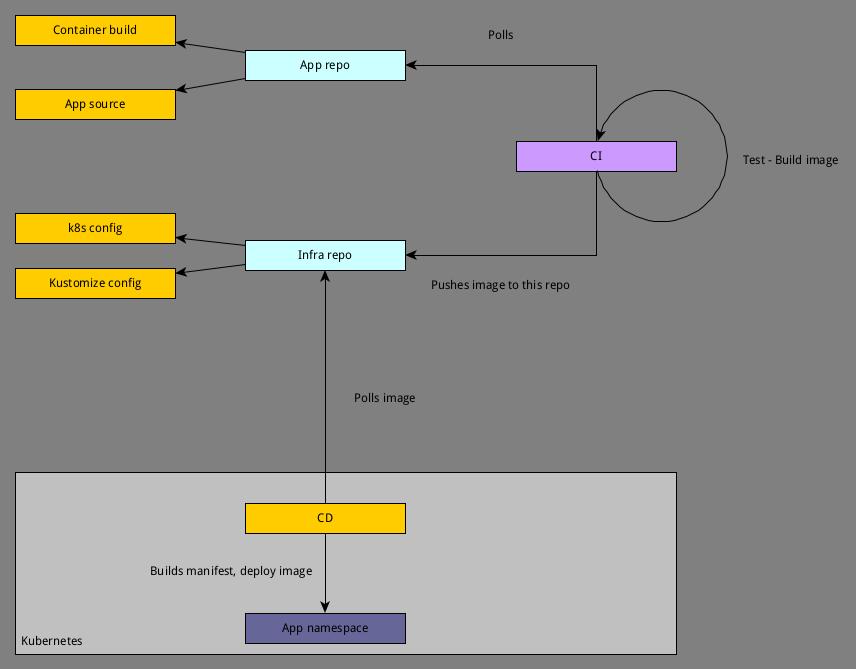 Container build
Polls
App repo
App source
CI
Test - Build image
k8s config
Infra repo
Kustomize config
Pushes image to this repo
Polls image
CD
Builds manifest, deploy image
App namespace
Kubernetes